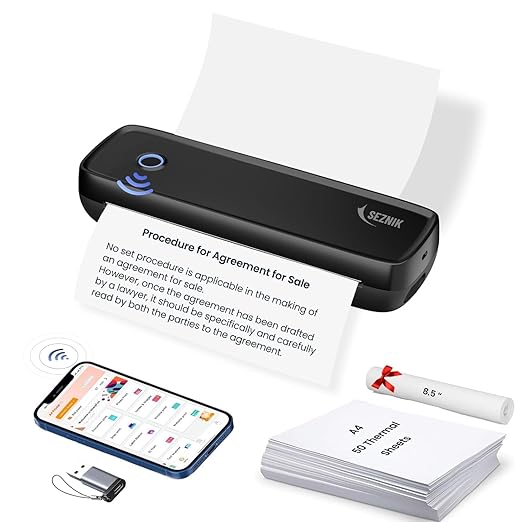 SEZNIK
Procedure for Agreement for Sale
No set procedure is applicable in the making of
an agreement for sale.
However, once the agreement has been drafted
by a lawyer, it should be specifically and carefully
read by both the parties to the agreement.
8.5 "
A4
50 Thermal
Sheets